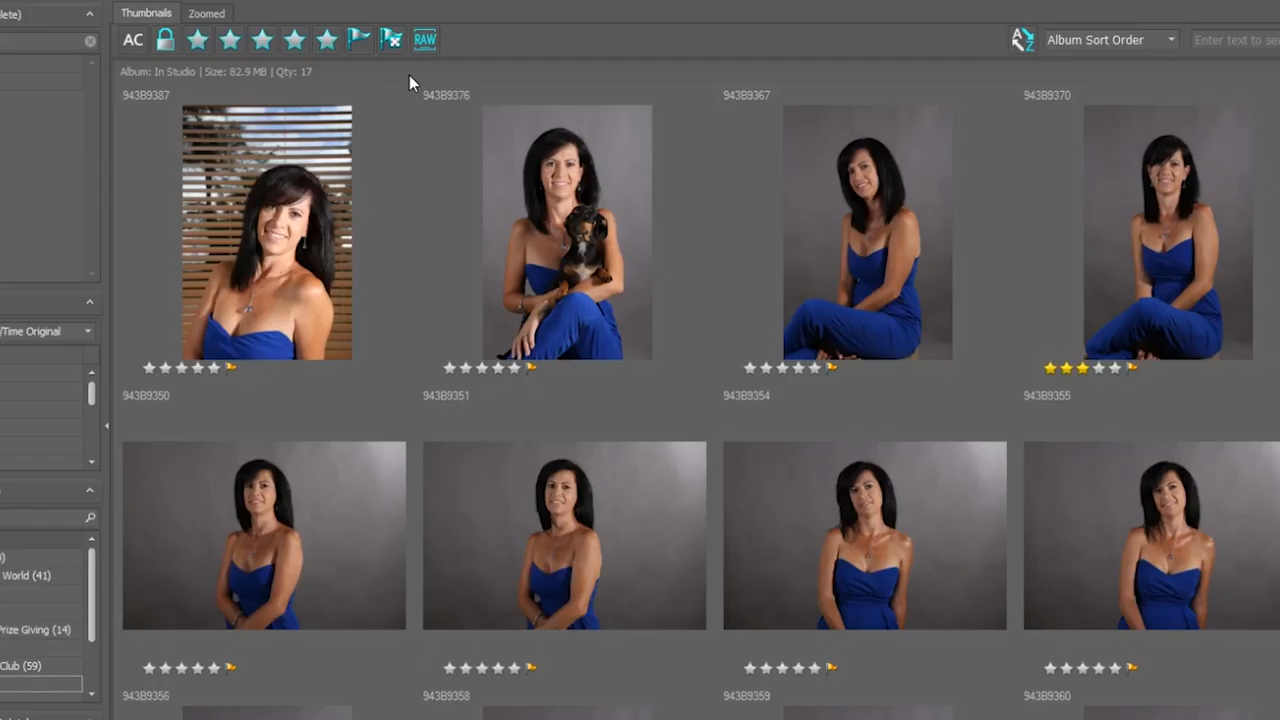 lete)
Thumbnails Zoomed
AC RAW AZ Album Sort Order Enter text to sea
Album: In Studio | Size: 82.9 MB | Qty: 17
943B9387 943B9376 943B9367 943B9370
/Time Original
943B9350 943B9351 943B9354 943B9355
World (41)
Prize Giving (14)
Club (59)
943B9356 943B9358 943B9359 943B9360